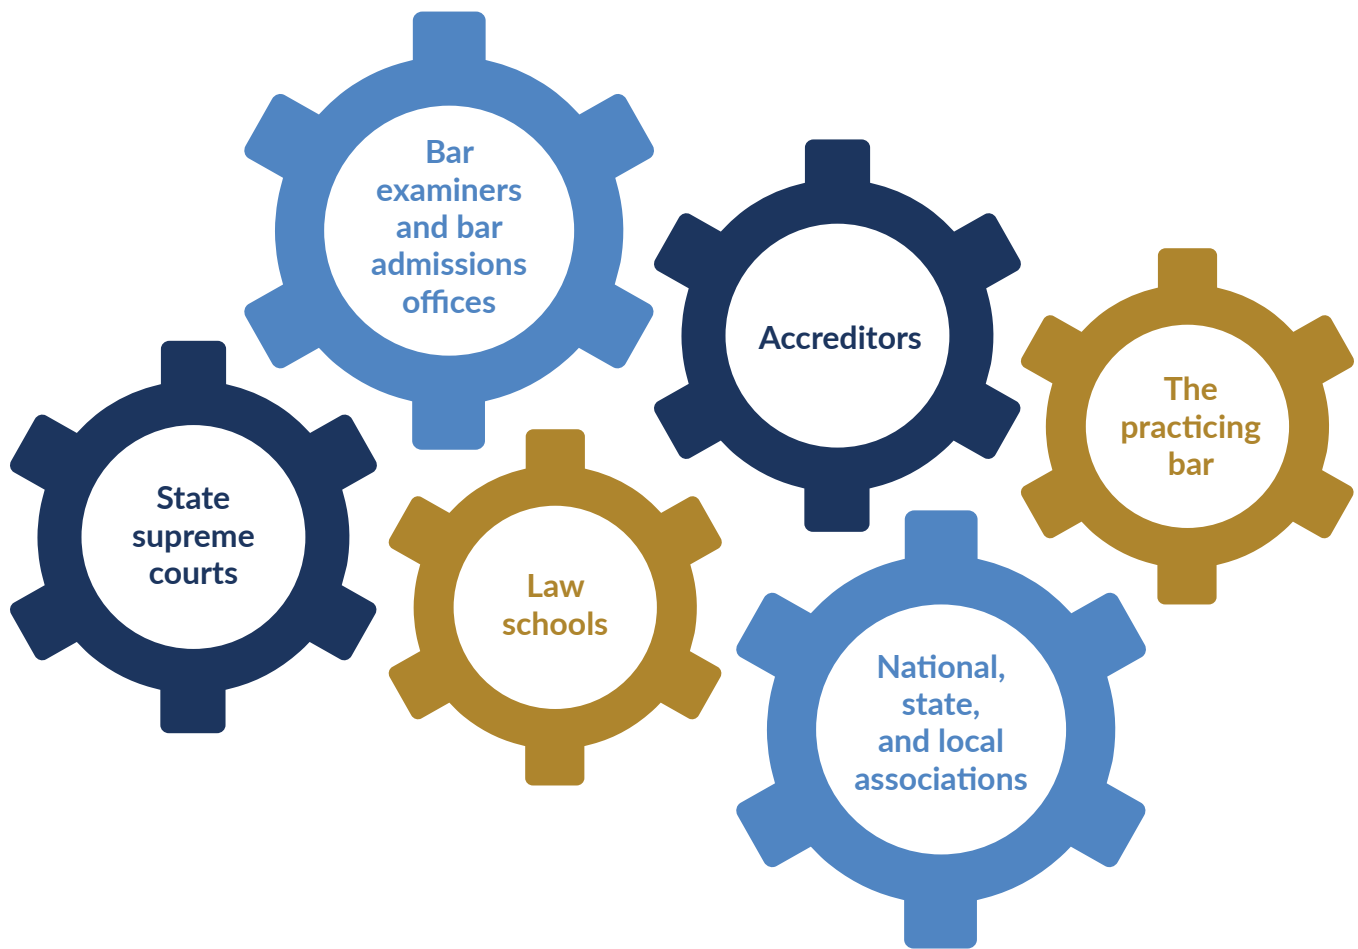 Bar
examiners
and bar
admissions
offices
Accreditors
The
practicing
bar
State
supreme
courts
Law
schools
National,
state,
and local
associations